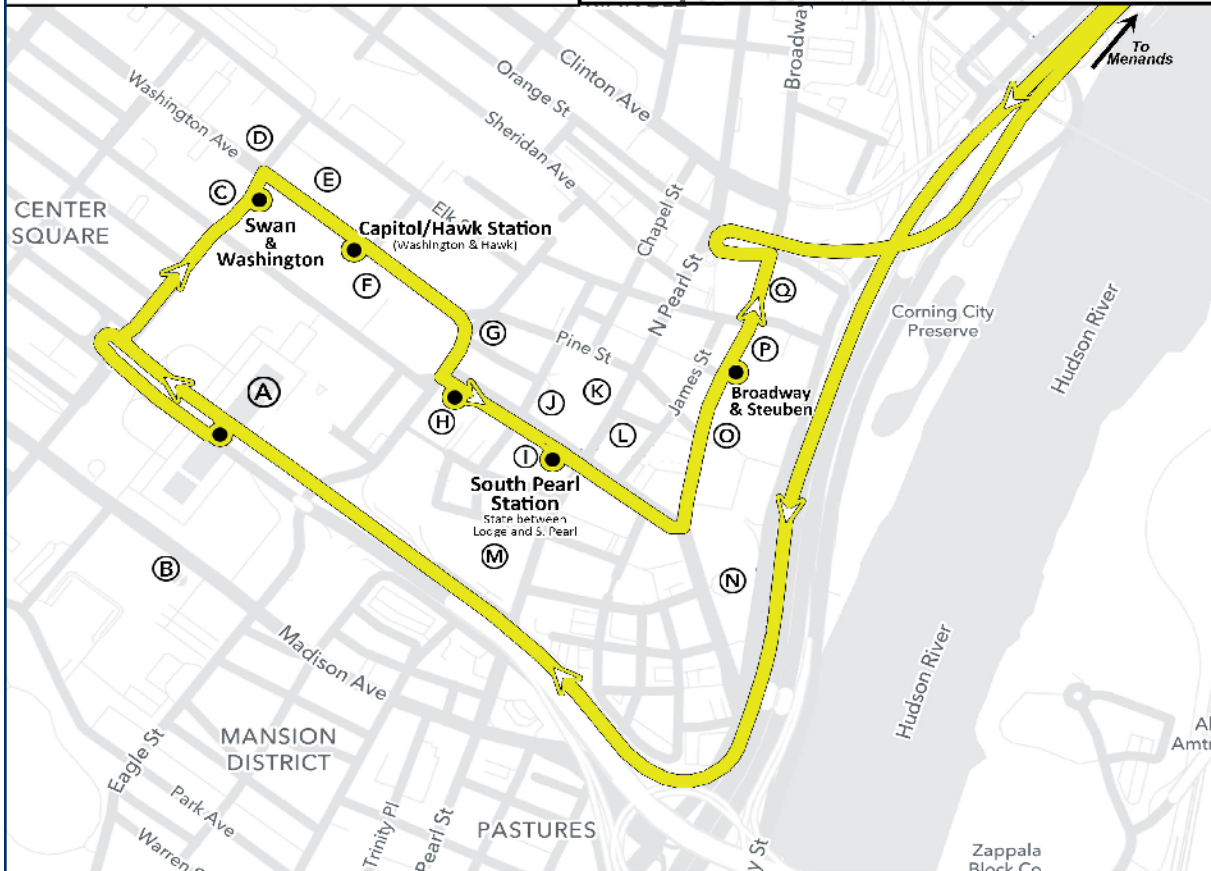 Broadway
To
Menands
Clinton Ave
Orange St
Sheridan Ave
Washington Ave
D
C
E
CENTER
SQUARE
Swan
&
Washington
Capitol/Hawk Station
(Washington & Hawk)
Chapel St
F
N Pearl St
Q
Corning City
Preserve
Hudson River
G
Pine St
James St
P
A
K
J
Broadway
& Steuben
H
L
O
I
South Pearl
Station
State between
Lodge and S. Pearl
M
B
N
Madison Ave
Hudson River
MANSION
DISTRICT
Eagle St
Park Ave
Trinity Pl
Pearl St
PASTURES
Zappala
Block Co